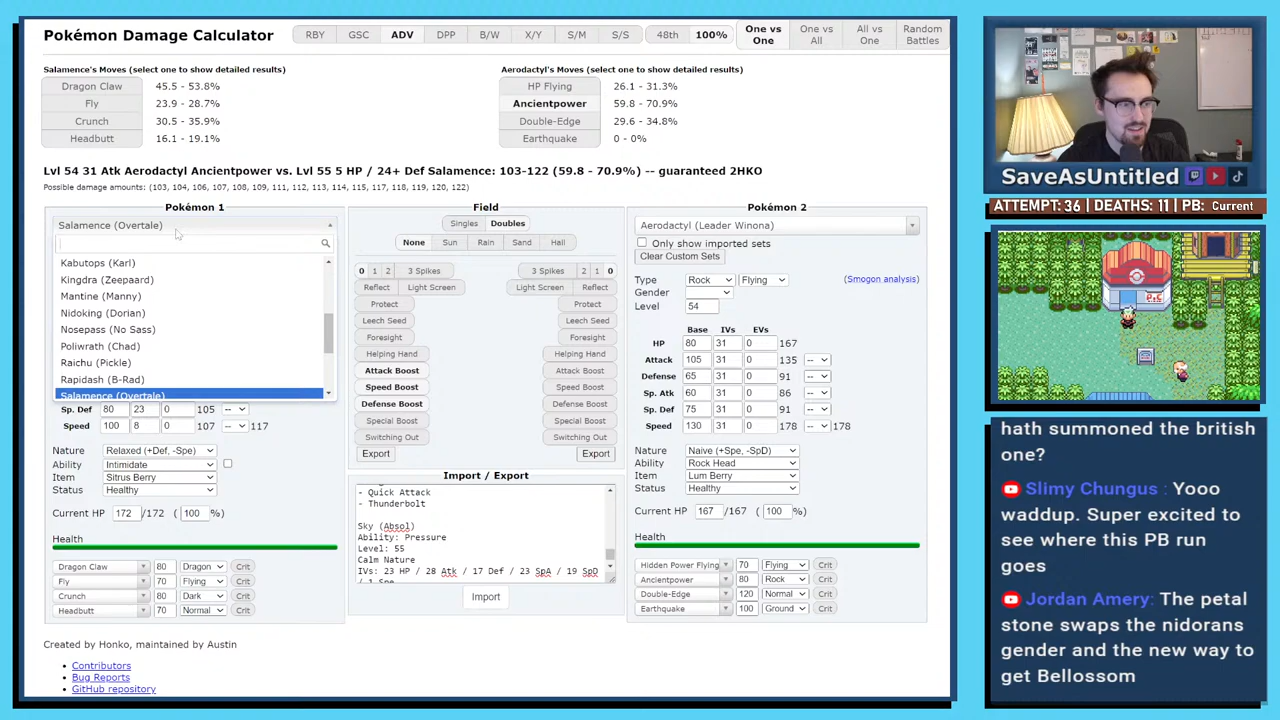 Pokémon Damage Calculator
RBY GSC ADV DPP B/W X/Y S/M S/S 48th 100% One vs One All vs One Random Battles
One vs All
Salamence's Moves (select one to show detailed results)
Dragon Claw 45.5 - 53.8%
Fly 23.9 - 28.7%
Crunch 30.5 - 35.9%
Headbutt 16.1 - 19.1%
Aerodactyl's Moves (select one to show detailed results)
HP Flying 26.1 - 31.3%
Ancientpower 59.8 - 70.9%
Double-Edge 29.6 - 34.8%
Earthquake 0 - 0%
Lvl 54 31 Atk Aerodactyl Ancientpower vs. Lvl 55 5 HP / 24+ Def Salamence: 103-122 (59.8 - 70.9%) -- guaranteed 2HKO
Possible damage amounts: (103, 104, 106, 107, 108, 109, 111, 112, 113, 114, 115, 117, 118, 119, 120, 122)
Pokémon 1
Salamence (Overtale)
Kabutops (Karl)
Kingdra (Zeepaard)
Mantine (Manny)
Nidoking (Dorian)
Nosepass (No Sass)
Poliwrath (Chad)
Raichu (Pickle)
Rapidash (B-Rad)
Salamence (Overtale)
Sp. Def 80 23 0 105 --
Speed 100 8 0 107 -- 117
Nature Relaxed (+Def, -Spe)
Ability Intimidate
Item Sitrus Berry
Status Healthy
Current HP 172 /172 ( 100 %)
Health
Dragon Claw 80 Dragon Crit
Fly 70 Flying Crit
Crunch 80 Dark Crit
Headbutt 70 Normal Crit
Field
Singles Doubles
None Sun Rain Sand Hail
0 1 2 3 Spikes 3 Spikes 2 1 0
Reflect Light Screen Light Screen Reflect
Protect Protect
Leech Seed Leech Seed
Foresight Foresight
Helping Hand Helping Hand
Attack Boost Attack Boost
Speed Boost Speed Boost
Defense Boost Defense Boost
Special Boost Special Boost
Switching Out Switching Out
Export Export
Import / Export
- Quick Attack
- Thunderbolt
Sky (Absol)
Ability: Pressure
Level: 55
Calm Nature
IVs: 23 HP / 28 Atk / 17 Def / 23 SpA / 19 SpD
/ 1 Spe
Import
Pokémon 2
Aerodactyl (Leader Winona)
Only show imported sets
Clear Custom Sets
Type Rock Flying (Smogon analysis)
Gender
Level 54
Base IVs EVs
HP 80 31 0 167
Attack 105 31 0 135 --
Defense 65 31 0 91 --
Sp. Atk 60 31 0 86 --
Sp. Def 75 31 0 91 --
Speed 130 31 0 178 -- 178
Nature Naive (+Spe, -SpD)
Ability Rock Head
Item Lum Berry
Status Healthy
Current HP 167 /167 ( 100 %)
Health
Hidden Power Flying 70 Flying Crit
Ancientpower 80 Rock Crit
Double-Edge 120 Normal Crit
Earthquake 100 Ground Crit
Created by Honko, maintained by Austin
Contributors
Bug Reports
GitHub repository
SaveAsUntitled
ATTEMPT: 36 | DEATHS: 11 | PB: Current
P.C
hath summoned the british
one?
Slimy Chungus : Yooo
waddup. Super excited to
see where this PB run
goes
Jordan Amery: The petal
stone swaps the nidorans
gender and the new way to
get Bellossom